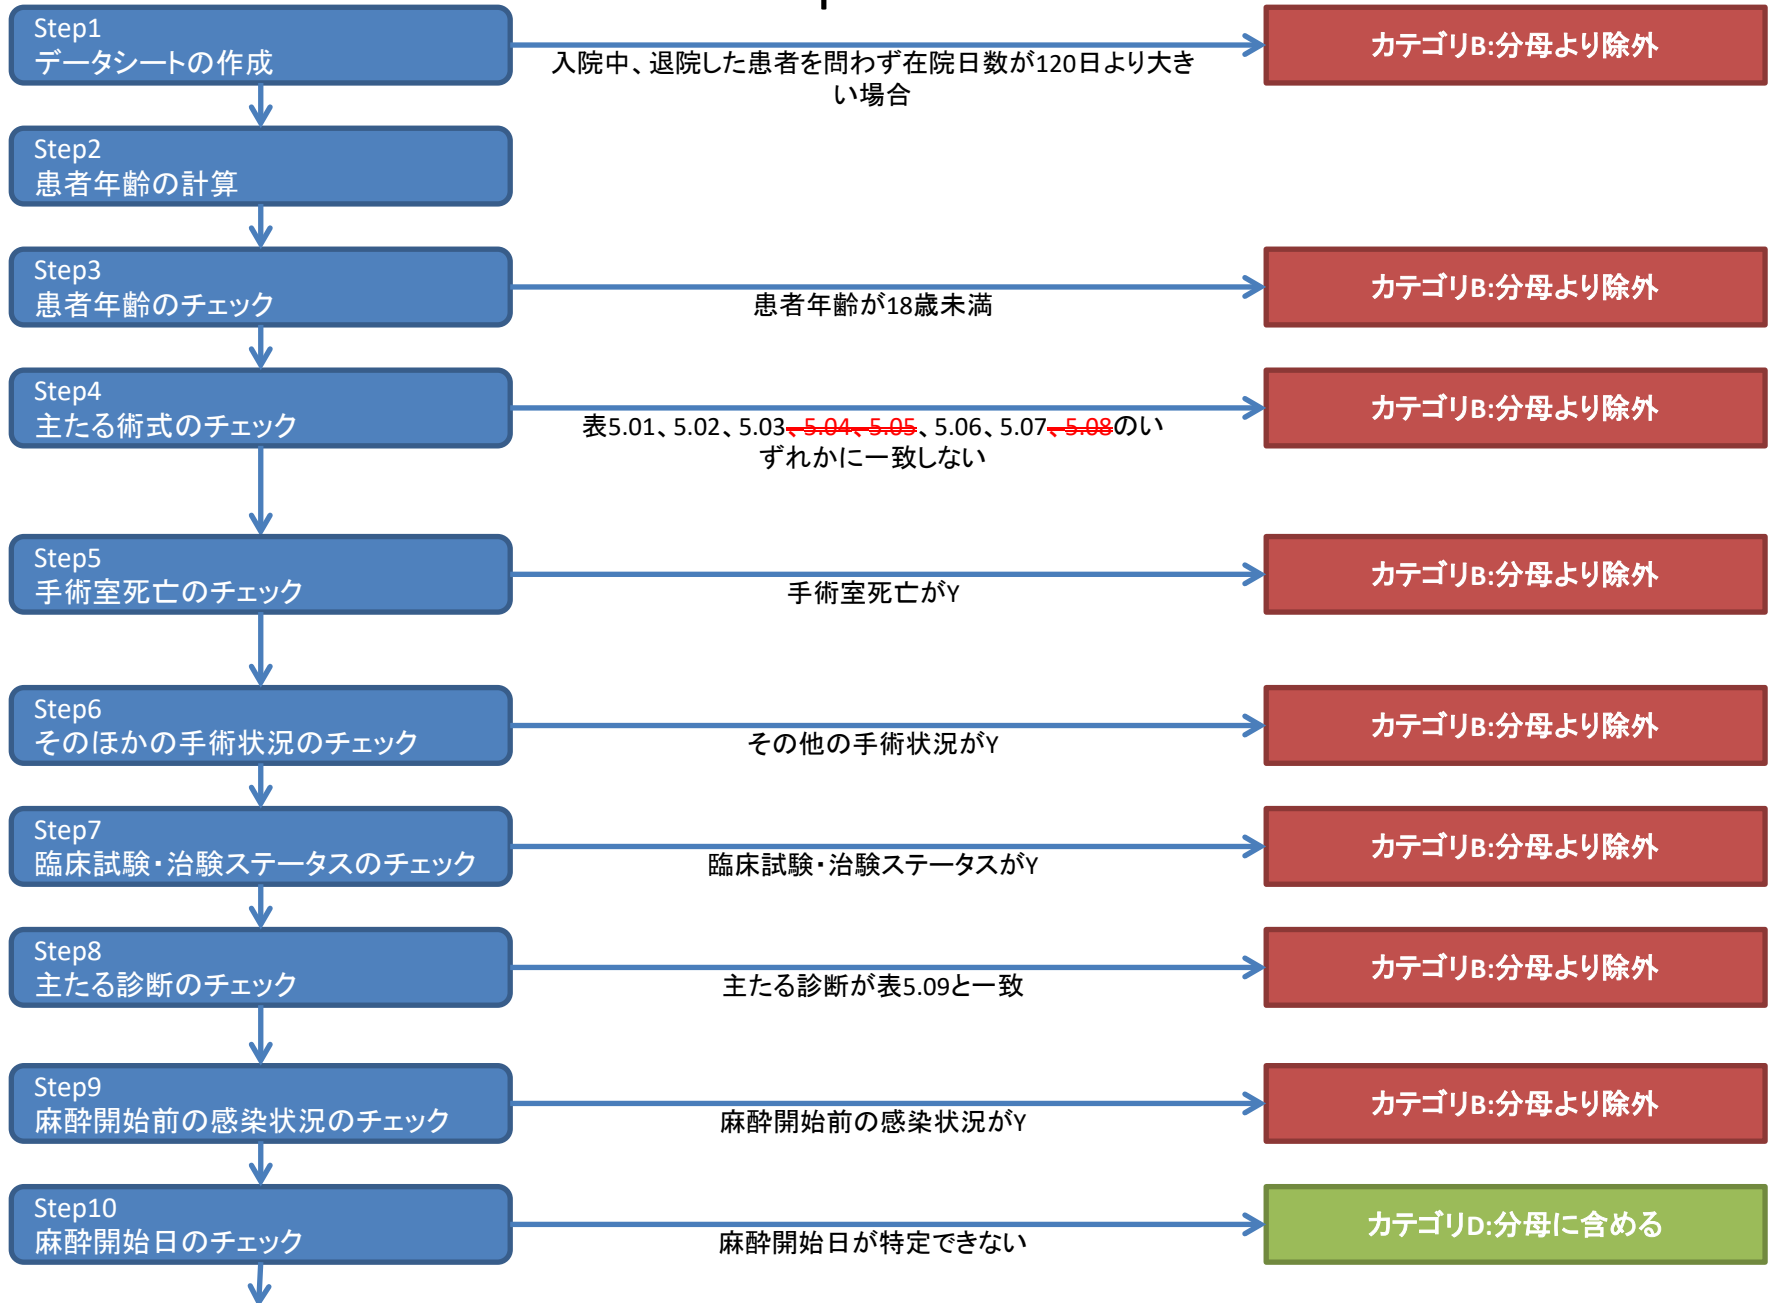 Step1
データシートの作成
入院中、退院した患者を問わず在院日数が120日より大き
い場合
カテゴリB:分母より除外
Step2
患者年齢の計算
Step3
患者年齢のチェック
患者年齢が18歳未満
カテゴリB:分母より除外
Step4
主たる術式のチェック
表5.01、5.02、5.03、5.04、5.05、5.06、5.07、5.08のい
ずれかに一致しない
カテゴリB:分母より除外
Step5
手術室死亡のチェック
手術室死亡がY
カテゴリB:分母より除外
Step6
そのほかの手術状況のチェック
その他の手術状況がY
カテゴリB:分母より除外
Step7
臨床試験・治験ステータスのチェック
臨床試験・治験ステータスがY
カテゴリB:分母より除外
Step8
主たる診断のチェック
主たる診断が表5.09と一致
カテゴリB:分母より除外
Step9
麻酔開始前の感染状況のチェック
麻酔開始前の感染状況がY
カテゴリB:分母より除外
Step10
麻酔開始日のチェック
麻酔開始日が特定できない
カテゴリD:分母に含める